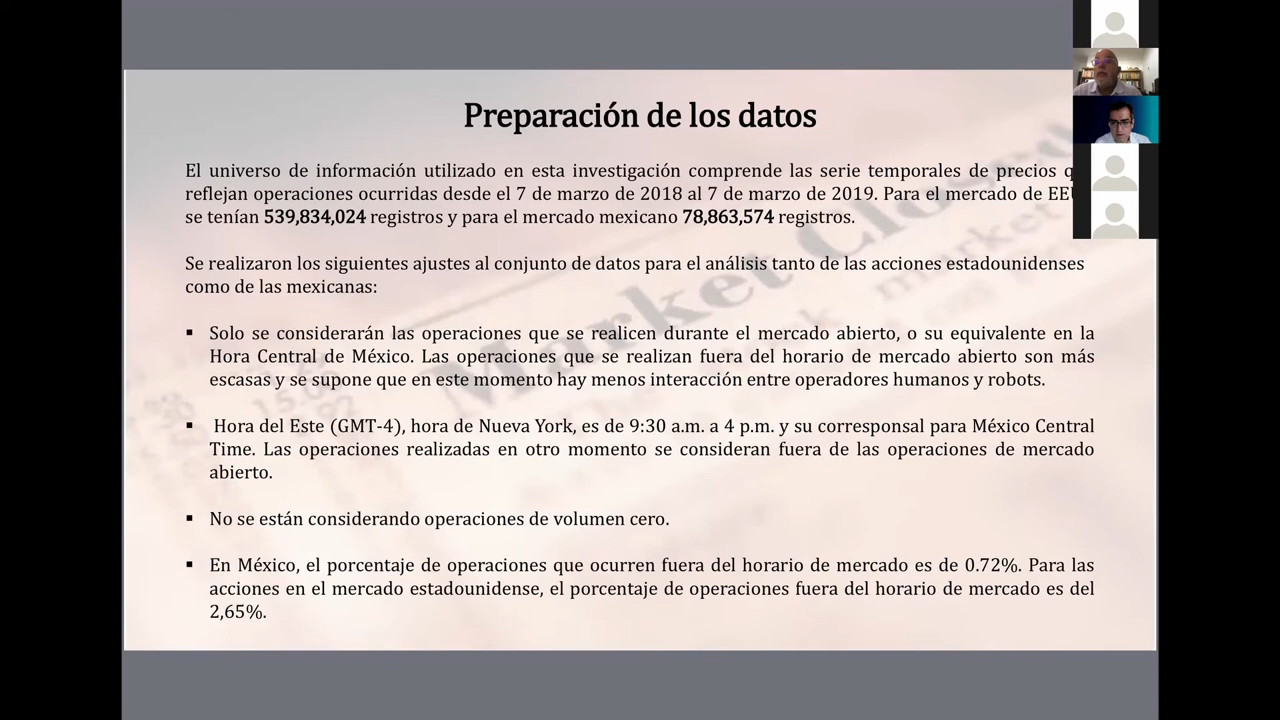 Preparación de los datos
El universo de información utilizado en esta investigación comprende las serie temporales de precios
reflejan operaciones ocurridas desde el 7 de marzo de 2018 al 7 de marzo de 2019. Para el mercado de
se tenían 539,834,024 registros y para el mercado mexicano 78,863,574 registros.
Se realizaron los siguientes ajustes al conjunto de datos para el análisis tanto de las acciones estadounidenses
como de las mexicanas:
▪ Solo se considerarán las operaciones que se realicen durante el mercado abierto, o su equivalente en la
Hora Central de México. Las operaciones que se realizan fuera del horario de mercado abierto son más
escasas y se supone que en este momento hay menos interacción entre operadores humanos y robots.
▪ Hora del Este (GMT-4), hora de Nueva York, es de 9:30 a.m. a 4 p.m. y su corresponsal para México Central
Time. Las operaciones realizadas en otro momento se consideran fuera de las operaciones de mercado
abierto.
▪ No se están considerando operaciones de volumen cero.
▪ En México, el porcentaje de operaciones que ocurren fuera del horario de mercado es de 0.72%. Para las
acciones en el mercado estadounidense, el porcentaje de operaciones fuera del horario de mercado es del
2,65%.
Market Closed
market